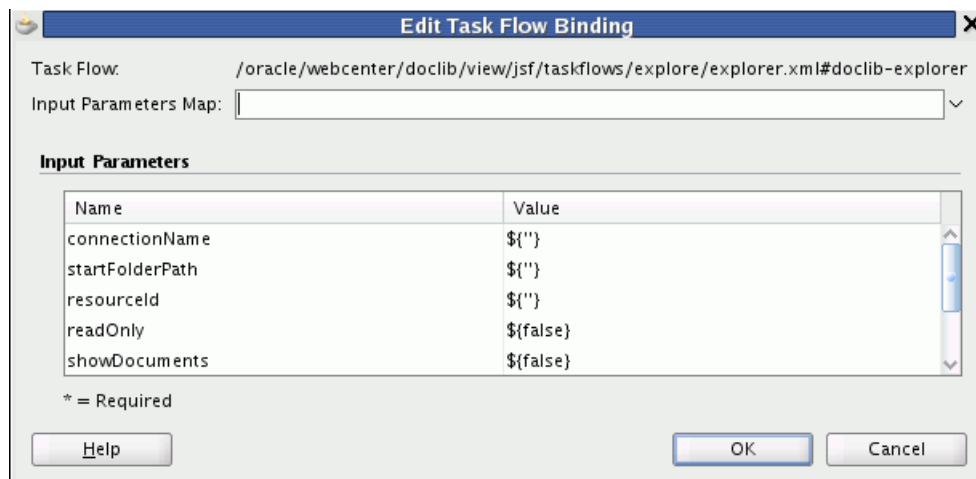 Edit Task Flow Binding
Task Flow: /oracle/webcenter/doclib/view/jsf/taskflows/explore/explorer.xml#doclib-explorer
Input Parameters Map:
Input Parameters
Name Value
connectionName ${''}
startFolderPath ${''}
resourceId ${''}
readOnly ${false}
showDocuments ${false}
* = Required
Help OK Cancel